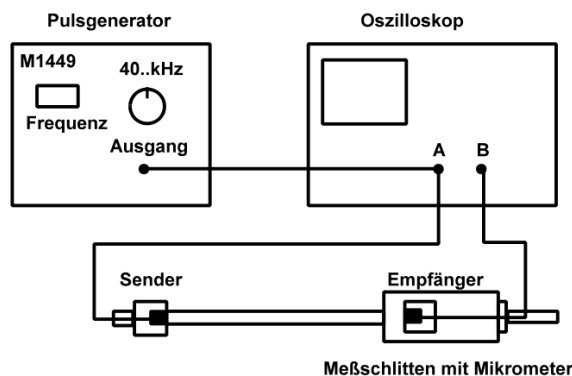 Pulsgenerator
Oszilloskop
M1449
40..kHz
Frequenz
Ausgang
A
B
Sender
Empfänger
Meßschlitten mit Mikrometer